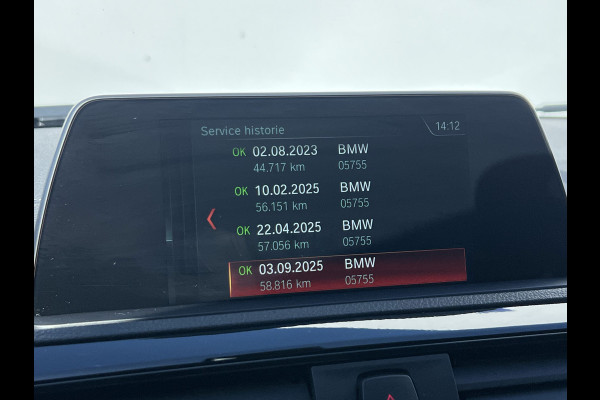 Service historie 14:12
OK 02.08.2023 BMW
44.717 km 05755
OK 10.02.2025 BMW
56.151 km 05755
OK 22.04.2025 BMW
57.056 km 05755
OK 03.09.2025 BMW
58.816 km 05755